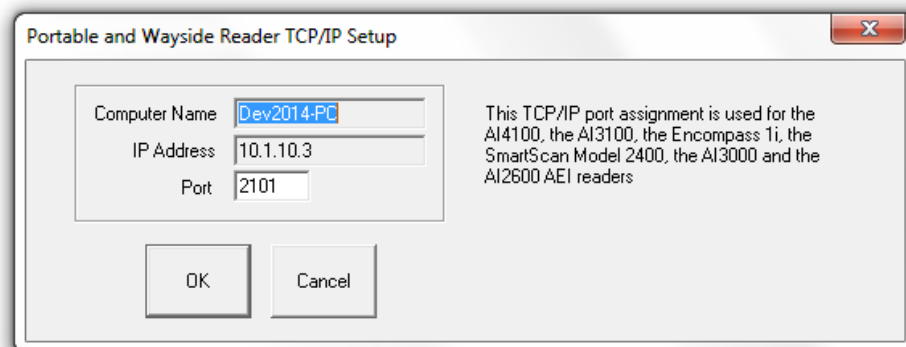 Portable and Wayside Reader TCP/IP Setup
Computer Name Dev2014-PC
IP Address 10.1.10.3
Port 2101
This TCP/IP port assignment is used for the
AI4100, the AI3100, the Encompass 1i, the
SmartScan Model 2400, the AI3000 and the
AI2600 AEI readers
OK Cancel